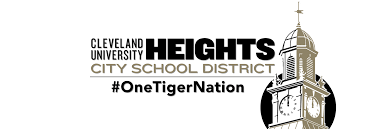 CLEVELAND
UNIVERSITY HEIGHTS
CITY SCHOOL DISTRICT
#OneTigerNation